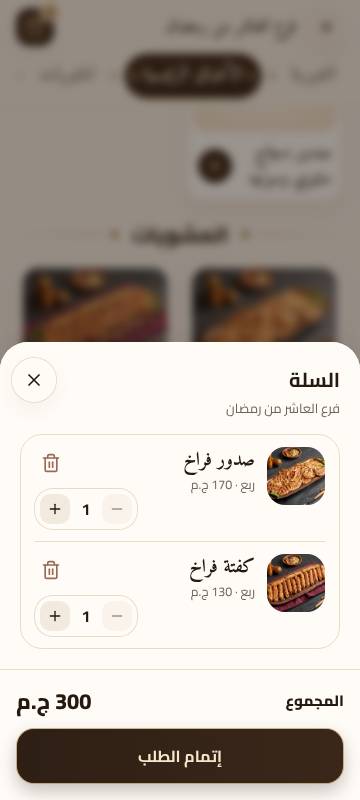 المشويات
السلة
فرع العاشر من رمضان
صدور فراخ
ربع · 170 ج.م
1
كفتة فراخ
ربع · 130 ج.م
1
المجموع
300 ج.م
إتمام الطلب